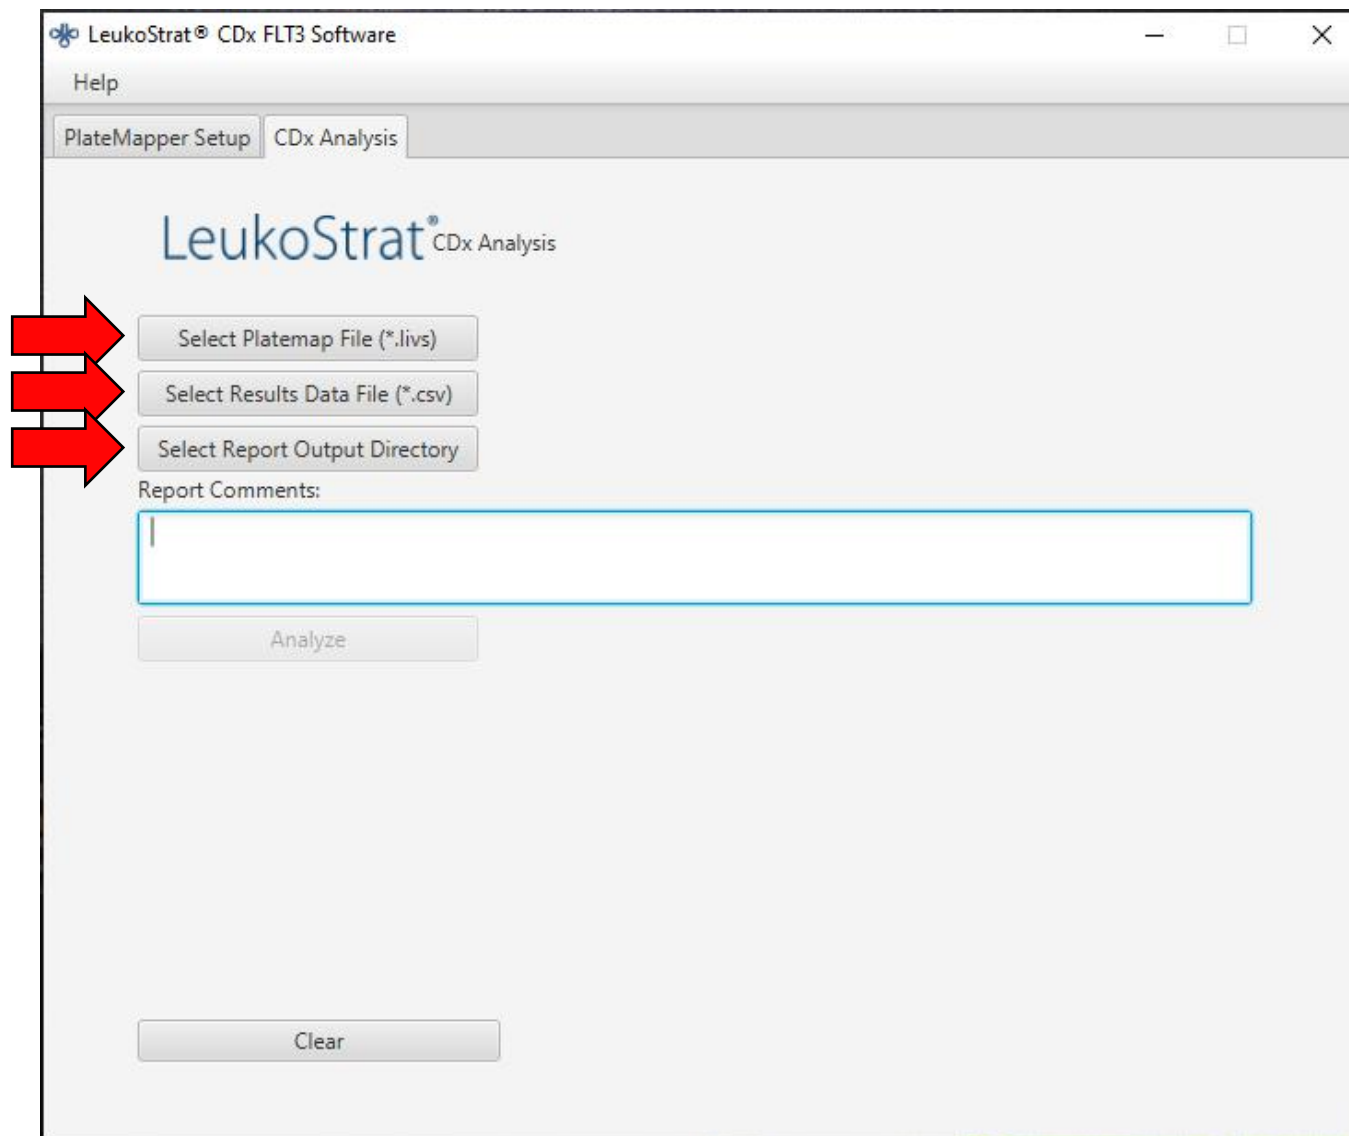 LeukoStrat® CDx FLT3 Software
Help
PlateMapper Setup CDx Analysis
LeukoStrat® CDx Analysis
Select Platemap File (*.livs)
Select Results Data File (*.csv)
Select Report Output Directory
Report Comments:
Analyze
Clear